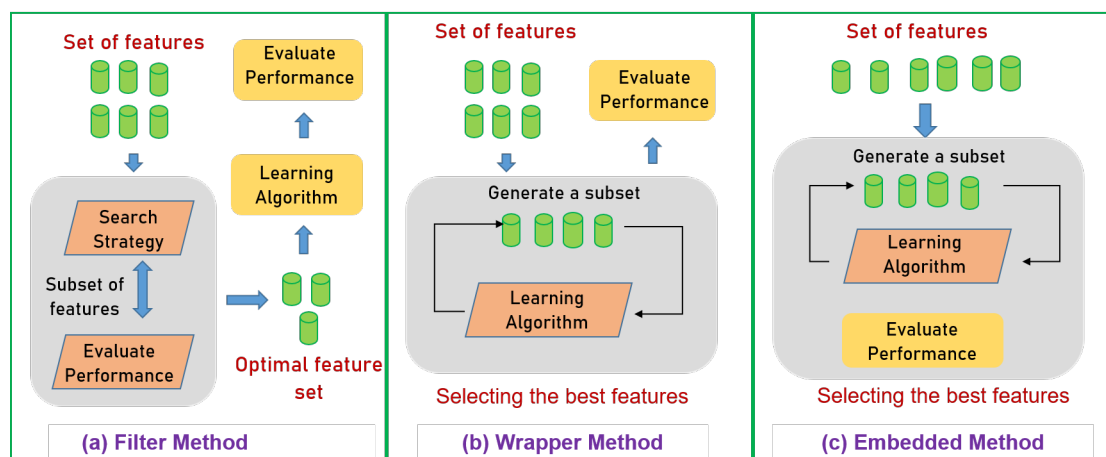 Set of features
Evaluate
Performance
Learning
Algorithm
Search
Strategy
Subset of
features
Evaluate
Performance
Optimal feature
set
(a) Filter Method
Set of features
Evaluate
Performance
Generate a subset
Learning
Algorithm
Selecting the best features
(b) Wrapper Method
Set of features
Generate a subset
Learning
Algorithm
Evaluate
Performance
Selecting the best features
(c) Embedded Method